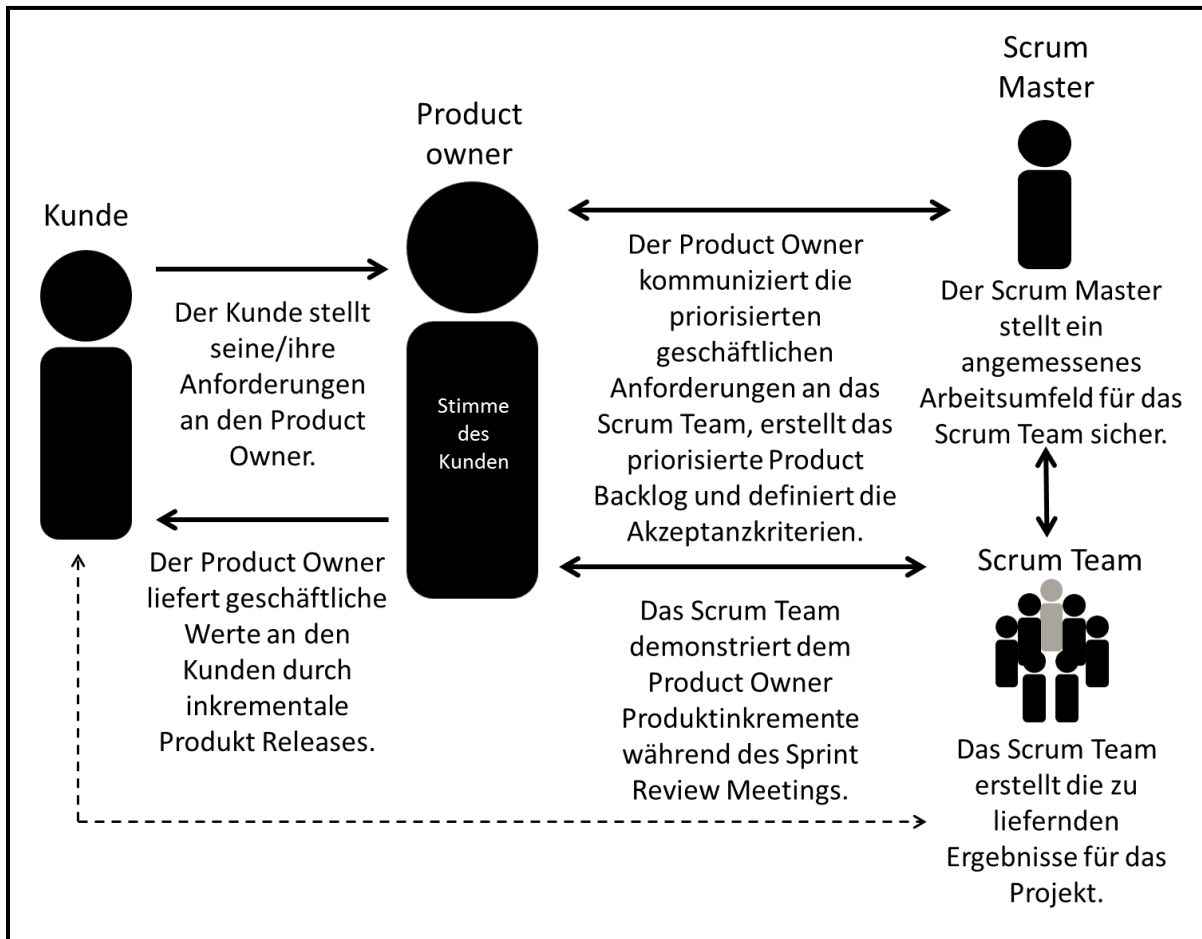 Kunde
Der Kunde stellt
seine/ihre
Anforderungen
an den Product
Owner.
Der Product Owner
liefert geschäftliche
Werte an den
Kunden durch
inkrementale
Produkt Releases.
Product
owner
Stimme
des
Kunden
Der Product Owner
kommuniziert die
priorisierten
geschäftlichen
Anforderungen an das
Scrum Team, erstellt das
priorisierte Product
Backlog und definiert die
Akzeptanzkriterien.
Das Scrum Team
demonstriert dem
Product Owner
Produktinkremente
während des Sprint
Review Meetings.
Scrum
Master
Der Scrum Master
stellt ein
angemessenes
Arbeitsumfeld für das
Scrum Team sicher.
Scrum Team
Das Scrum Team
erstellt die zu
liefernden
Ergebnisse für das
Projekt.